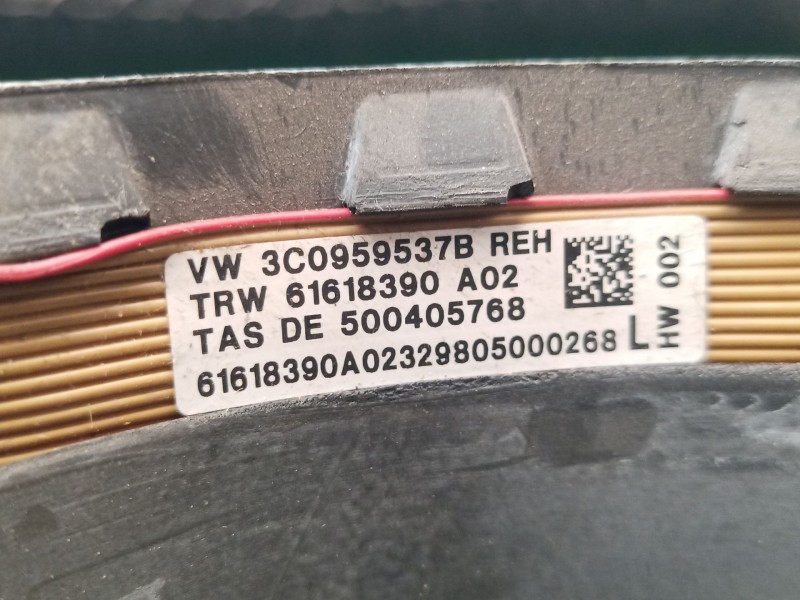 VW 3C0959537B REH
TRW 61618390 A02
TAS DE 500405768
61618390A02329805000268 L
HW 002